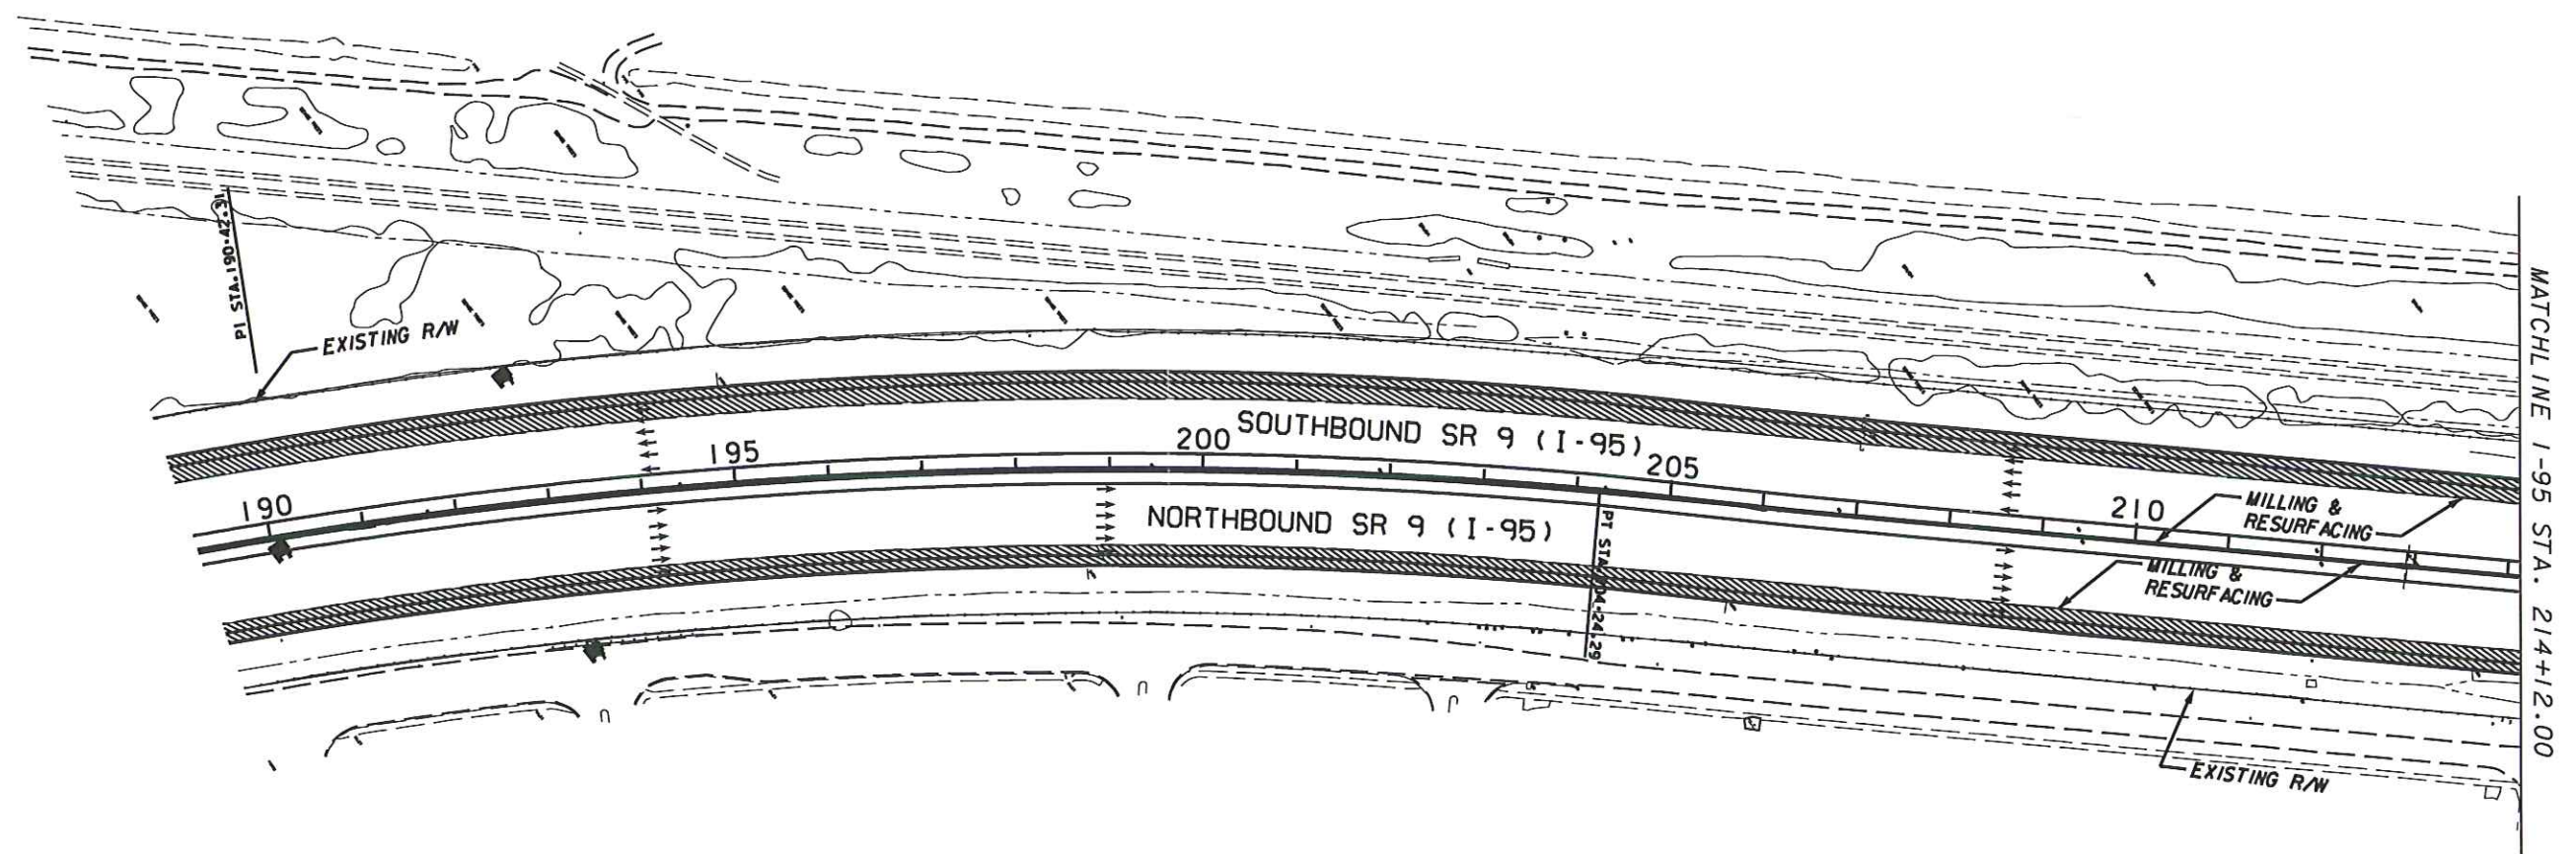 PI STA.190+42.31
EXISTING R/W
190
195
200
SOUTHBOUND SR 9 (I-95)
205
210
NORTHBOUND SR 9 (I-95)
MILLING &
RESURFACING
MILLING &
RESURFACING
PT STA. 204+24.29
EXISTING R/W
MATCHLINE I-95 STA. 214+12.00